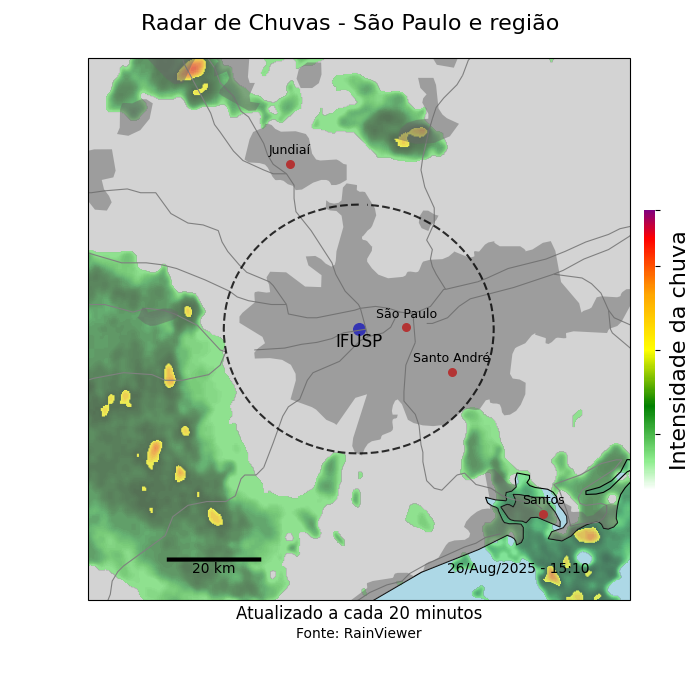 Radar de Chuvas - São Paulo e região
Jundiaí
São Paulo
IFUSP
Santo André
Santos
20 km
26/Aug/2025 - 15:10
Intensidade da chuva
Atualizado a cada 20 minutos
Fonte: RainViewer